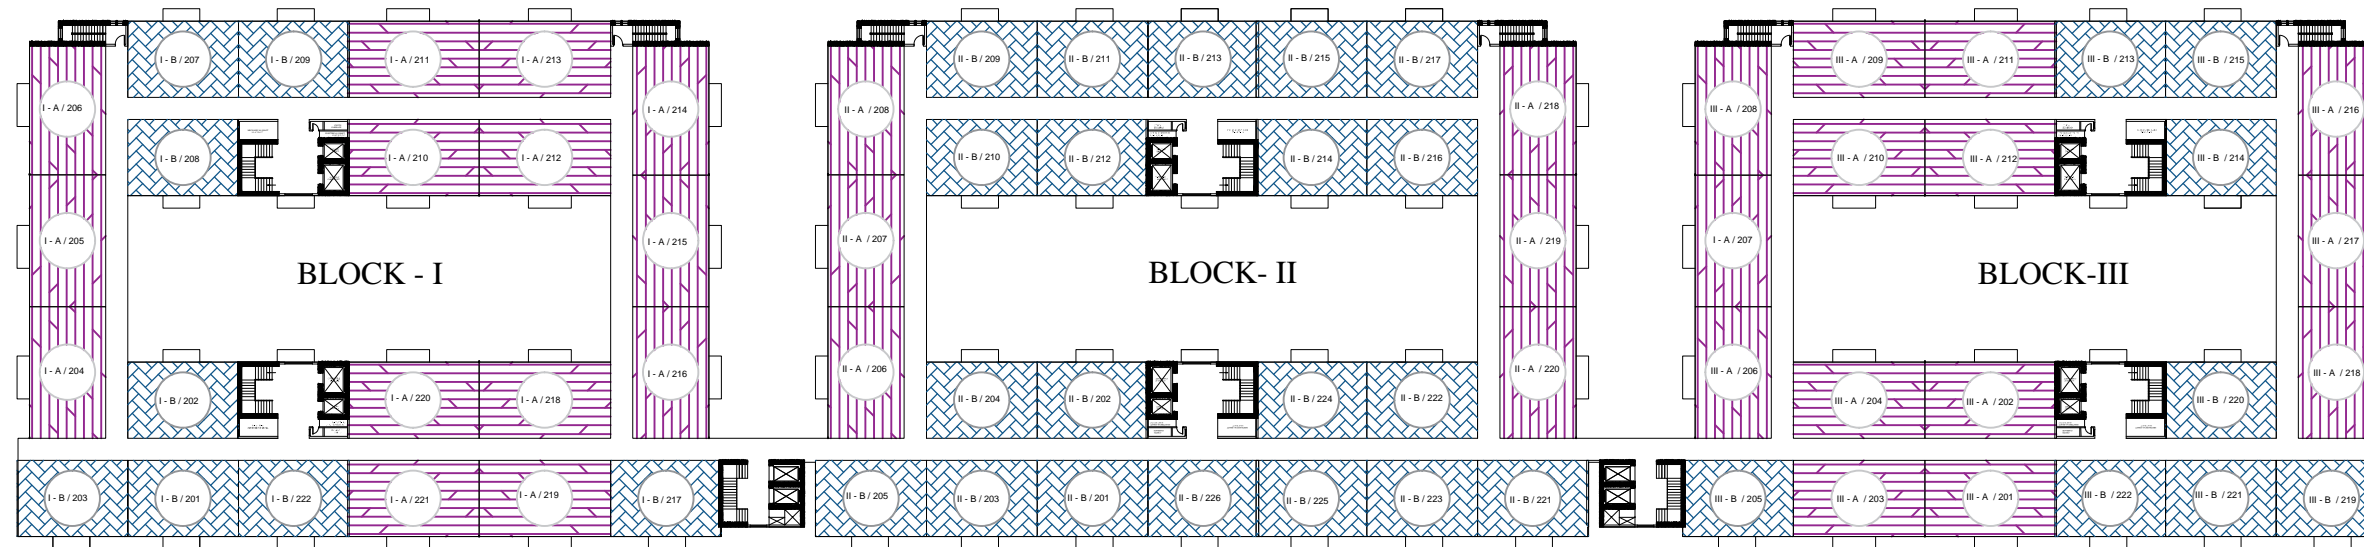 I - B / 207
I - B / 209
I - A / 211
I - A / 213
II - B / 209
II - B / 211
II - B / 213
II - B / 215
II - B / 217
III - A / 209
III - A / 211
III - B / 213
III - B / 215
I - A / 206
I - A / 214
II - A / 208
II - A / 218
III - A / 208
III - A / 216
I - B / 208
I - A / 210
I - A / 212
II - B / 210
II - B / 212
II - B / 214
II - B / 216
III - A / 210
III - A / 212
III - B / 214
I - A / 205
I - A / 215
II - A / 207
II - A / 219
I - A / 207
III - A / 217
BLOCK - I
BLOCK- II
BLOCK-III
I - A / 204
I - A / 216
II - A / 206
II - A / 220
III - A / 206
III - A / 218
I - B / 202
I - A / 220
I - A / 218
II - B / 204
II - B / 202
II - B / 224
II - B / 222
III - A / 204
III - A / 202
III - B / 220
I - B / 203
I - B / 201
I - B / 222
I - A / 221
I - A / 219
I - B / 217
II - B / 205
II - B / 203
II - B / 201
II - B / 226
II - B / 225
II - B / 223
II - B / 221
III - B / 205
III - A / 203
III - A / 201
III - B / 222
III - B / 221
III - B / 219